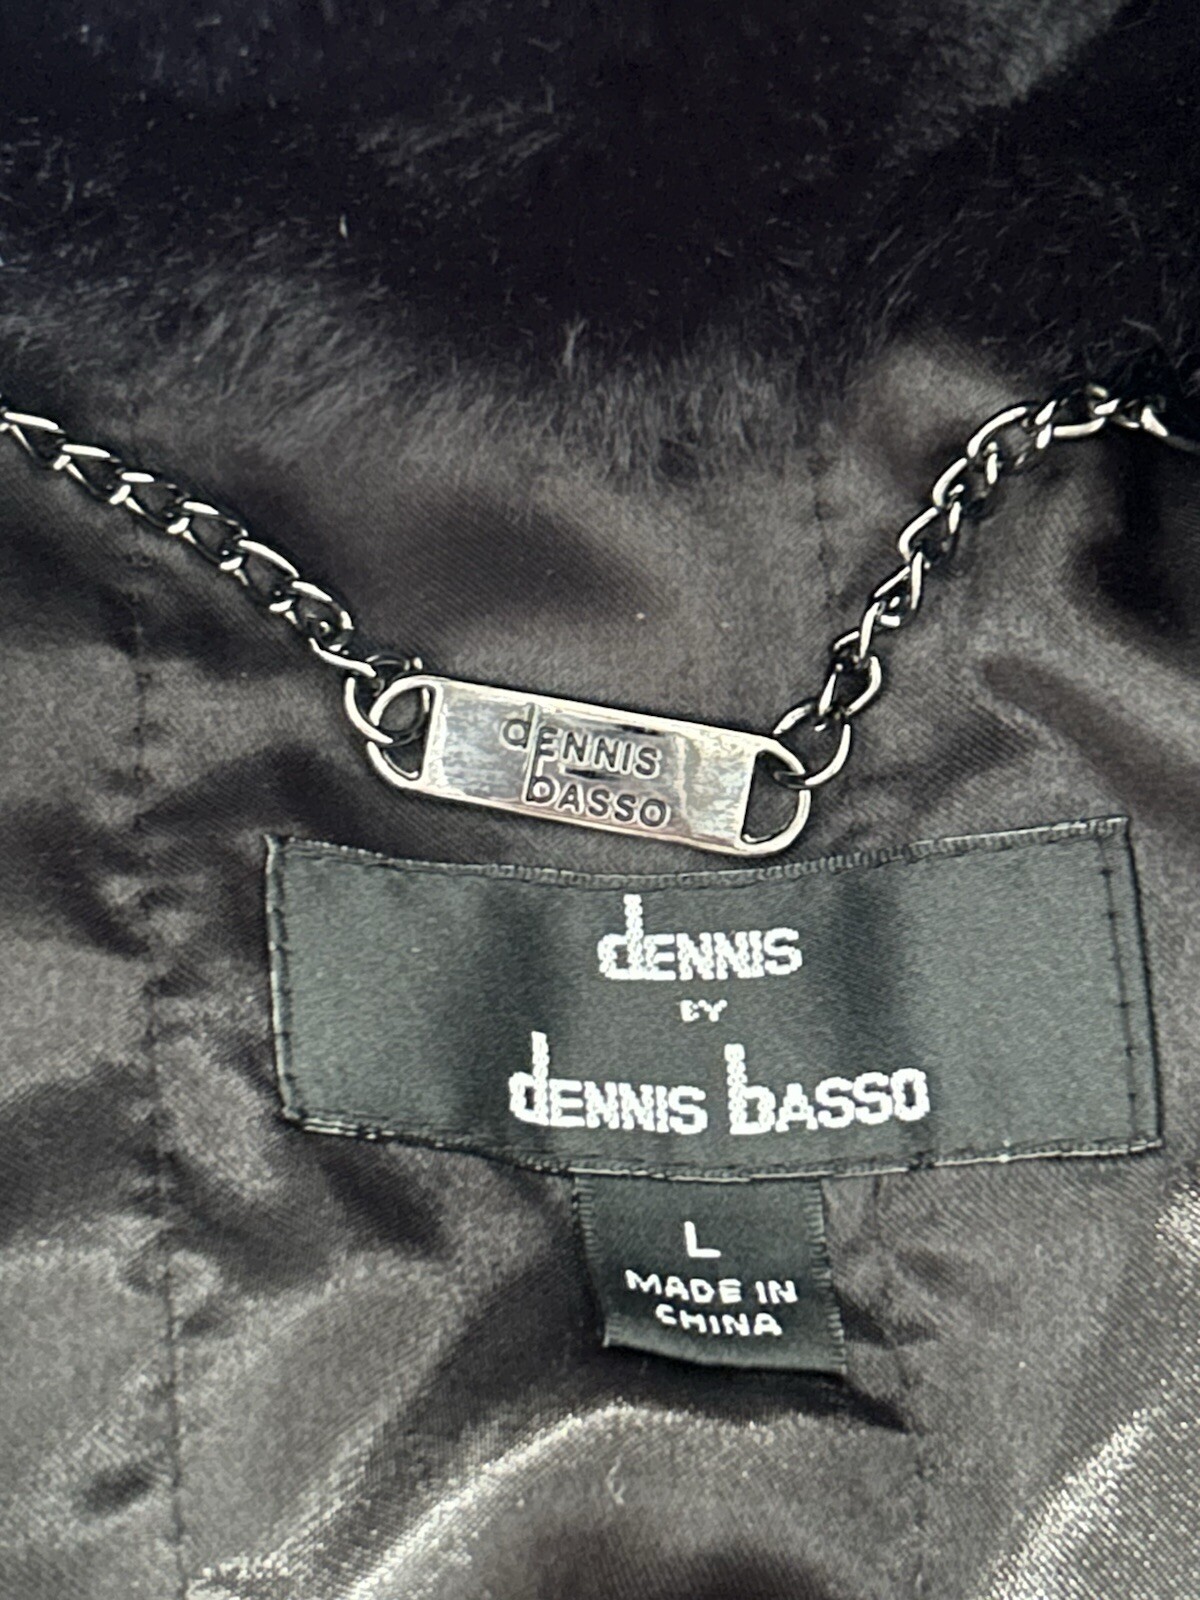 dENNIS
bASSO
dENNIS
BY
dENNIS bASSO
L
MADE IN
CHINA